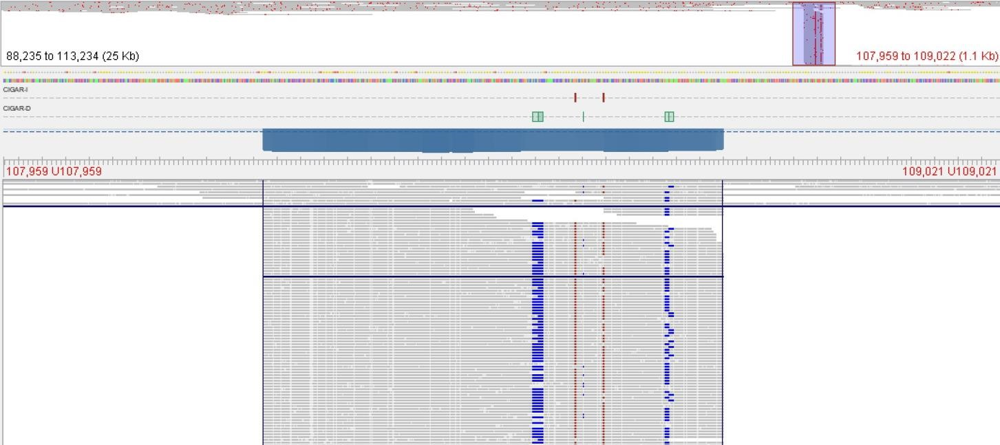 88,235 to 113,234 (25 Kb)
107,959 to 109,022 (1.1 Kb)
CIGAR-I
CIGAR-D
107,959 U107,959
109,021 U109,021